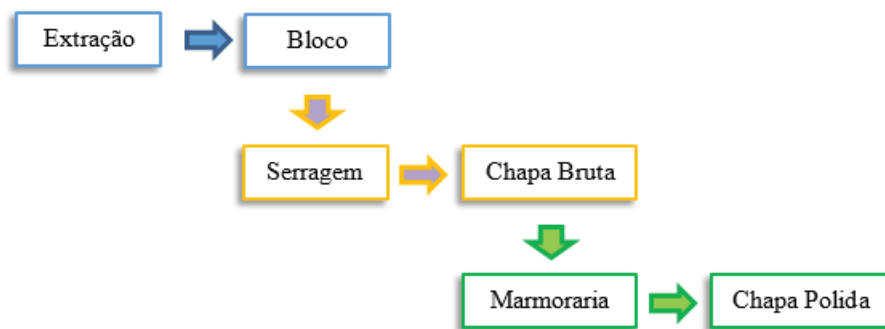 Extração
Bloco
Serragem
Chapa Bruta
Marmoraria
Chapa Polida